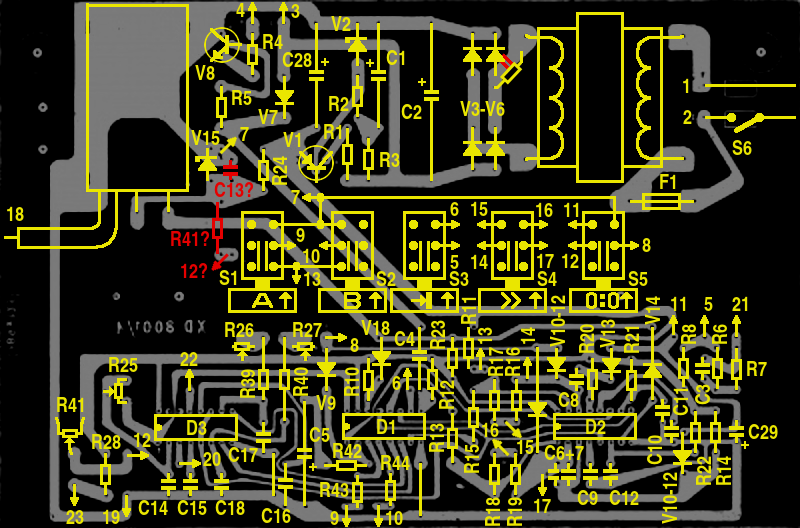 4 3
V2
R4
V8
C28
C1
R5
R2
V7
C2
V3-V6
1
2
S6
V15
7
V1
R1
R24
R3
C13?
F1
7
18
R41?
9
10
12?
13
6
5
15
14
16
17
11
12
8
S1
S2
S3
S4
S5
A↑
B↑
→↑
>>↑
0:0↑
XD 8001/4
R26
R27
8
V18
C4
R23
R11
13
14
V10-12
R20
V13
R21
V14
11
5
21
R8
R6
R7
R25
22
R39
R40
V9
R10
6
R12
R17
R16
C8
C11
C3
R41
R28
12
D3
D1
D2
20
C17
C5
R42
R13
R15
16
15
C6+7
C10
C29
R43
R44
R22
R14
V10-12
23
19
C14
C15
C18
C16
9
10
R18
R19
17
C9
C12